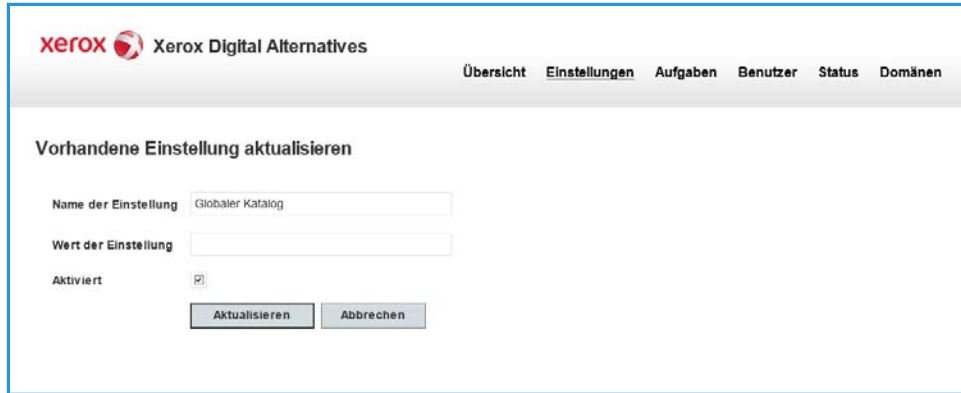 xerox Xerox Digital Alternatives
Übersicht Einstellungen Aufgaben Benutzer Status Domänen
Vorhandene Einstellung aktualisieren
Name der Einstellung Globaler Katalog
Wert der Einstellung
Aktiviert
Aktualisieren Abbrechen